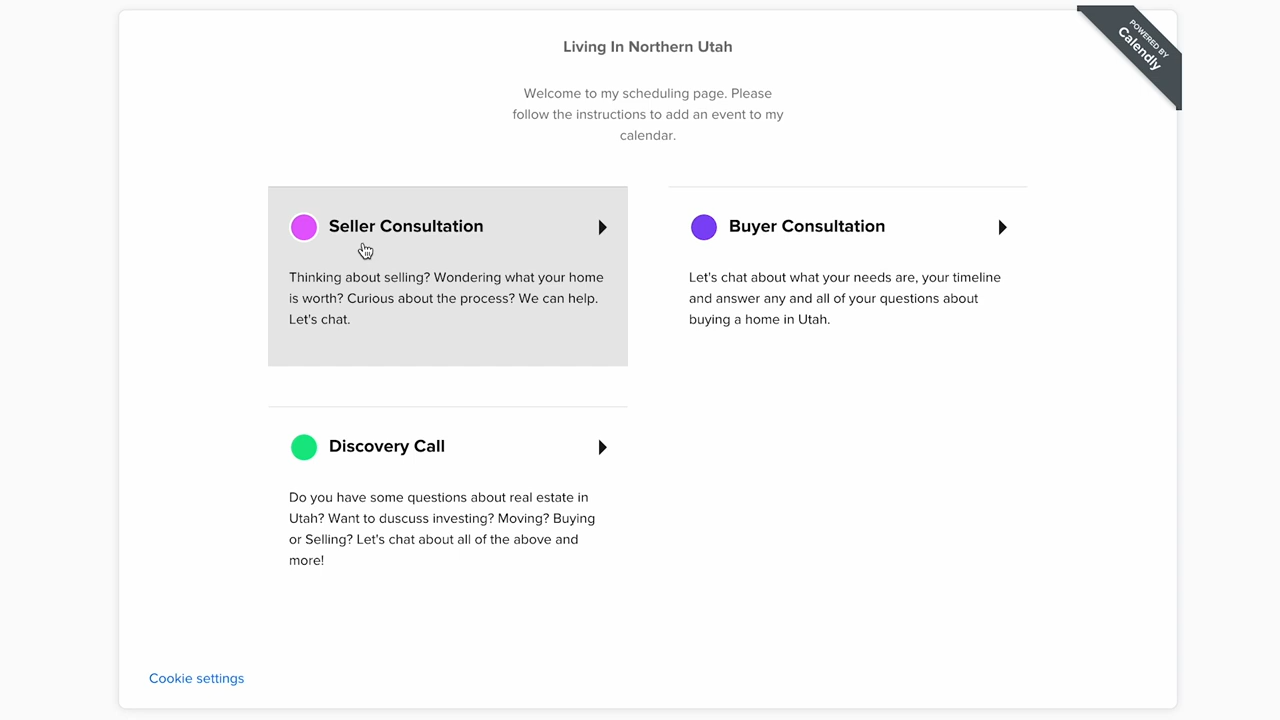 Living In Northern Utah
POWERED BY
Calendly
Welcome to my scheduling page. Please
follow the instructions to add an event to my
calendar.
Seller Consultation
Thinking about selling? Wondering what your home
is worth? Curious about the process? We can help.
Let's chat.
Buyer Consultation
Let's chat about what your needs are, your timeline
and answer any and all of your questions about
buying a home in Utah.
Discovery Call
Do you have some questions about real estate in
Utah? Want to duscuss investing? Moving? Buying
or Selling? Let's chat about all of the above and
more!
Cookie settings